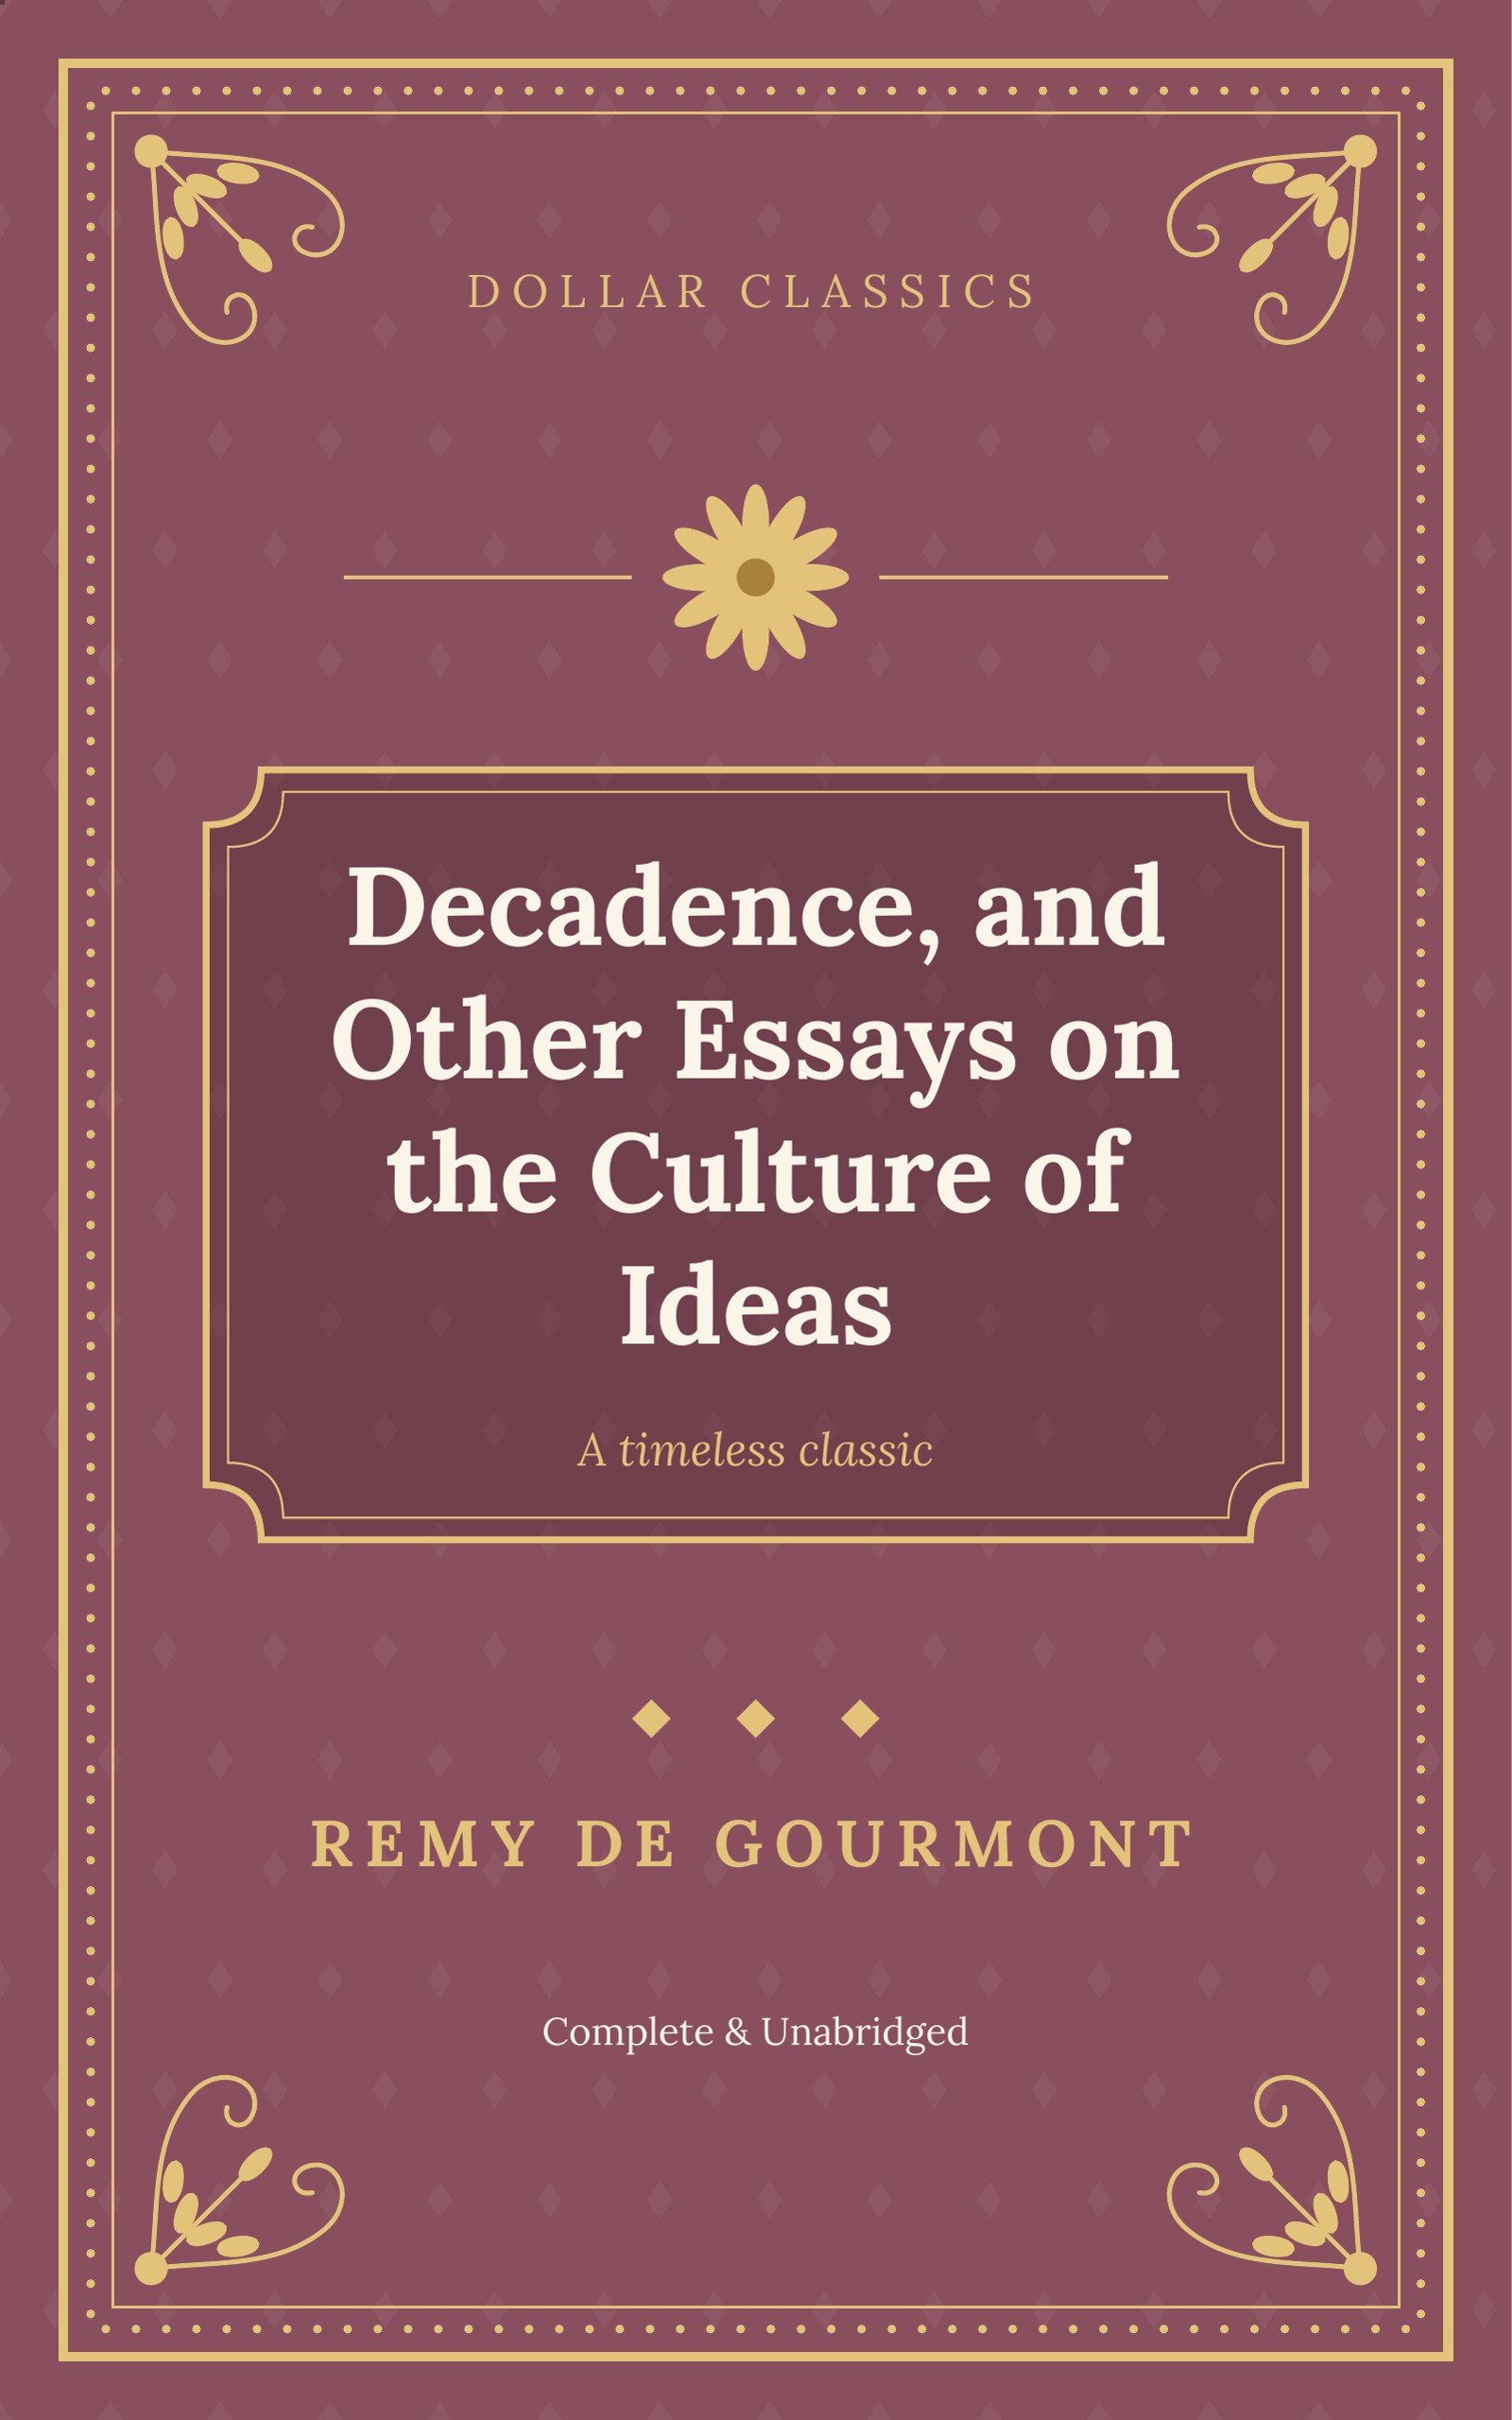 DOLLAR CLASSICS
Decadence, and
Other Essays on
the Culture of
Ideas
A timeless classic
REMY DE GOURMONT
Complete & Unabridged